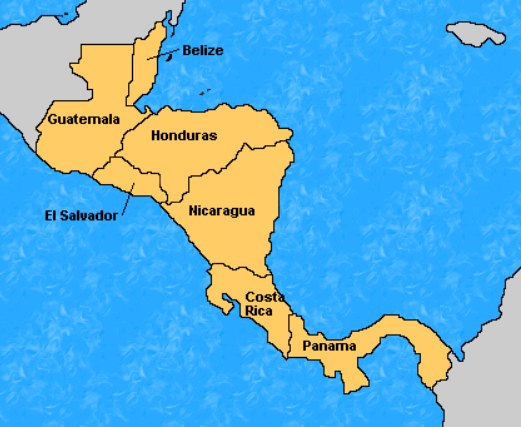 Belize
Guatemala
Honduras
El Salvador
Nicaragua
Costa
Rica
Panama